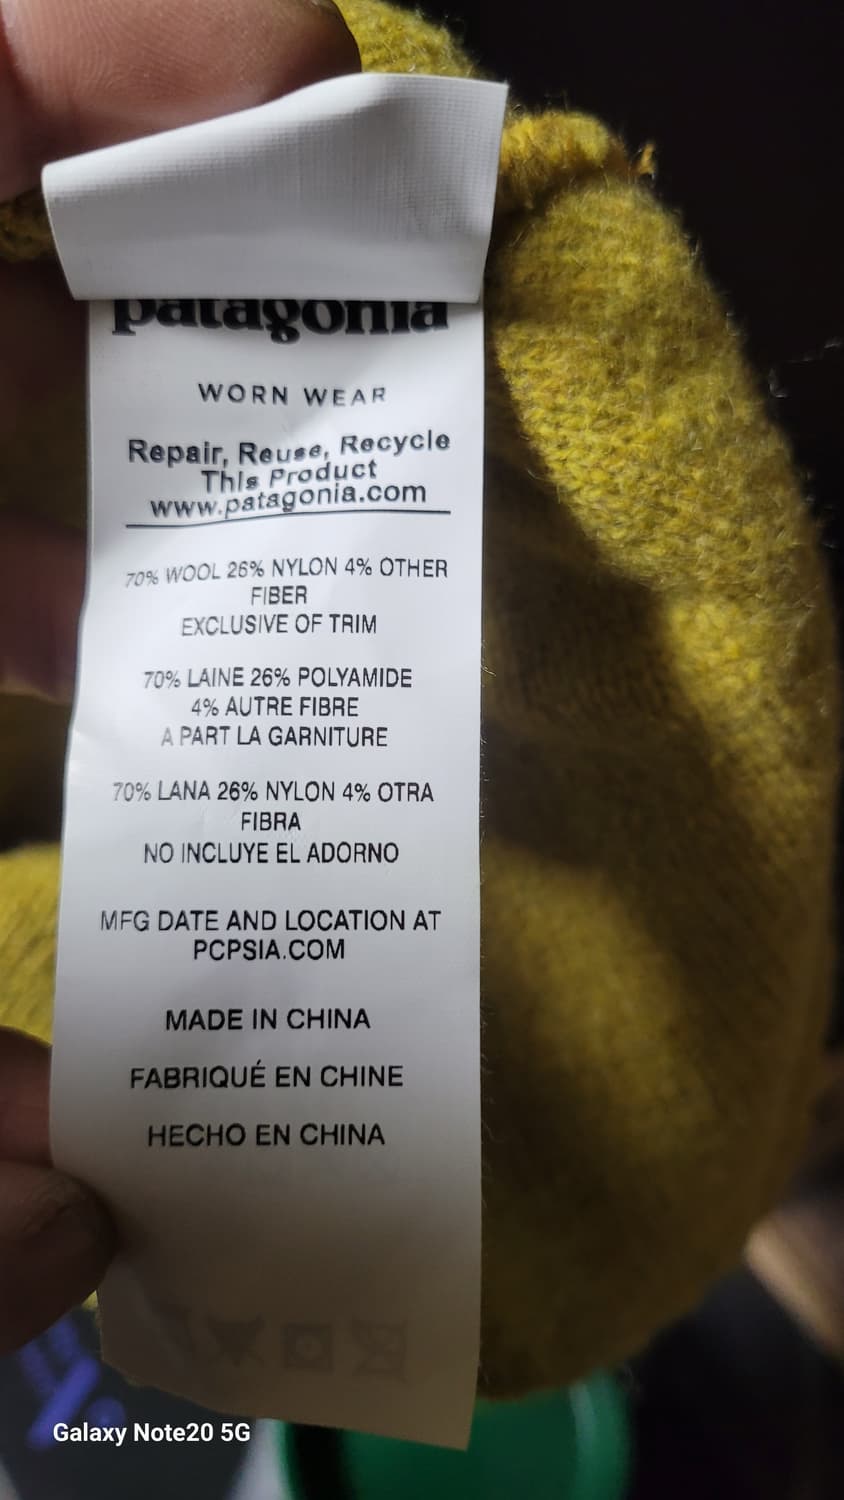 patagonia
WORN WEAR
Repair, Reuse, Recycle
This Product
www.patagonia.com
70% WOOL 26% NYLON 4% OTHER
FIBER
EXCLUSIVE OF TRIM
70% LAINE 26% POLYAMIDE
4% AUTRE FIBRE
A PART LA GARNITURE
70% LANA 26% NYLON 4% OTRA
FIBRA
NO INCLUYE EL ADORNO
MFG DATE AND LOCATION AT
PCPSIA.COM
MADE IN CHINA
FABRIQUÉ EN CHINE
HECHO EN CHINA
Galaxy Note20 5G